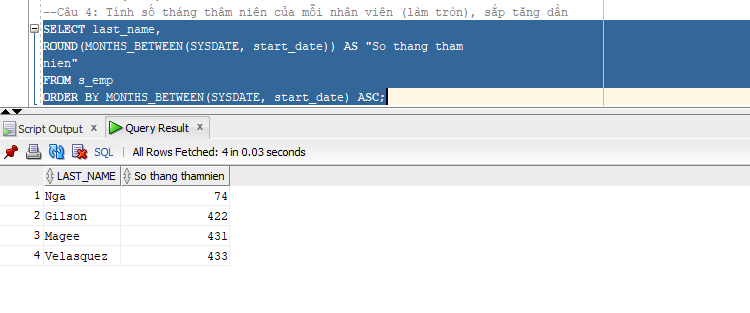 --Câu 4: Tính số tháng thâm niên của mỗi nhân viên (làm tròn), sắp tăng dần
SELECT last_name,
ROUND(MONTHS_BETWEEN(SYSDATE, start_date)) AS "So thang tham
nien"
FROM s_emp
ORDER BY MONTHS_BETWEEN(SYSDATE, start_date) ASC;
Script Output x Query Result x
SQL | All Rows Fetched: 4 in 0.03 seconds
LAST_NAME So thang thamnien
1 Nga 74
2 Gilson 422
3 Magee 431
4 Velasquez 433